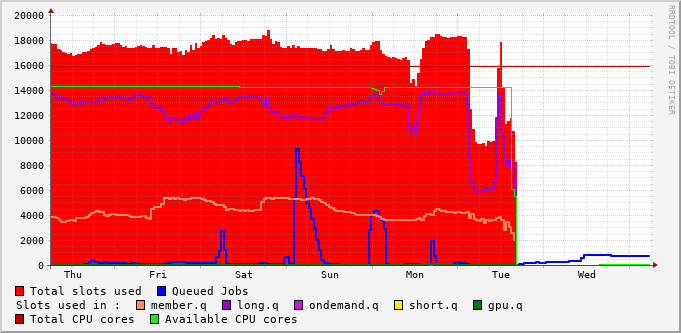 RRDTOOL / TOBI OETIKER
20000
18000
16000
14000
12000
10000
8000
6000
4000
2000
0
Thu Fri Sat Sun Mon Tue Wed
Total slots used Queued Jobs
Slots used in : member.q long.q ondemand.q short.q gpu.q
Total CPU cores Available CPU cores